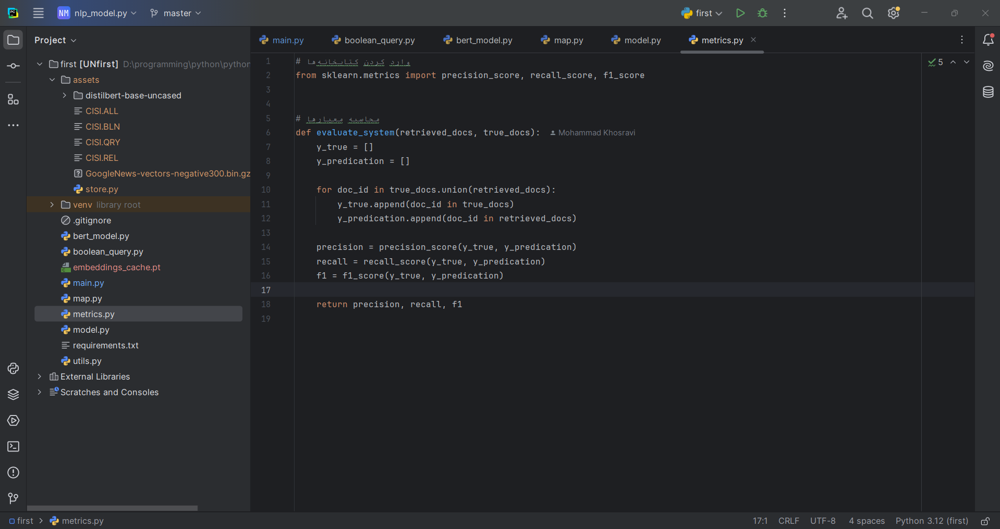 NM nlp_model.py master first
Project
main.py boolean_query.py bert_model.py map.py model.py metrics.py
first [UNfirst] D:\programming\python\python
assets
distilbert-base-uncased
CISI.ALL
CISI.BLN
CISI.QRY
CISI.REL
GoogleNews-vectors-negative300.bin.gz
store.py
venv library root
.gitignore
bert_model.py
boolean_query.py
embeddings_cache.pt
main.py
map.py
metrics.py
model.py
requirements.txt
utils.py
External Libraries
Scratches and Consoles
5
1 # وارد کردن کتابخانه‌ها
2 from sklearn.metrics import precision_score, recall_score, f1_score
3
4
5 # محاسبه معیارها
6 def evaluate_system(retrieved_docs, true_docs): Mohammad Khosravi
7 y_true = []
8 y_predication = []
9
10 for doc_id in true_docs.union(retrieved_docs):
11 y_true.append(doc_id in true_docs)
12 y_predication.append(doc_id in retrieved_docs)
13
14 precision = precision_score(y_true, y_predication)
15 recall = recall_score(y_true, y_predication)
16 f1 = f1_score(y_true, y_predication)
17
18 return precision, recall, f1
19
first metrics.py 17:1 CRLF UTF-8 4 spaces Python 3.12 (first)